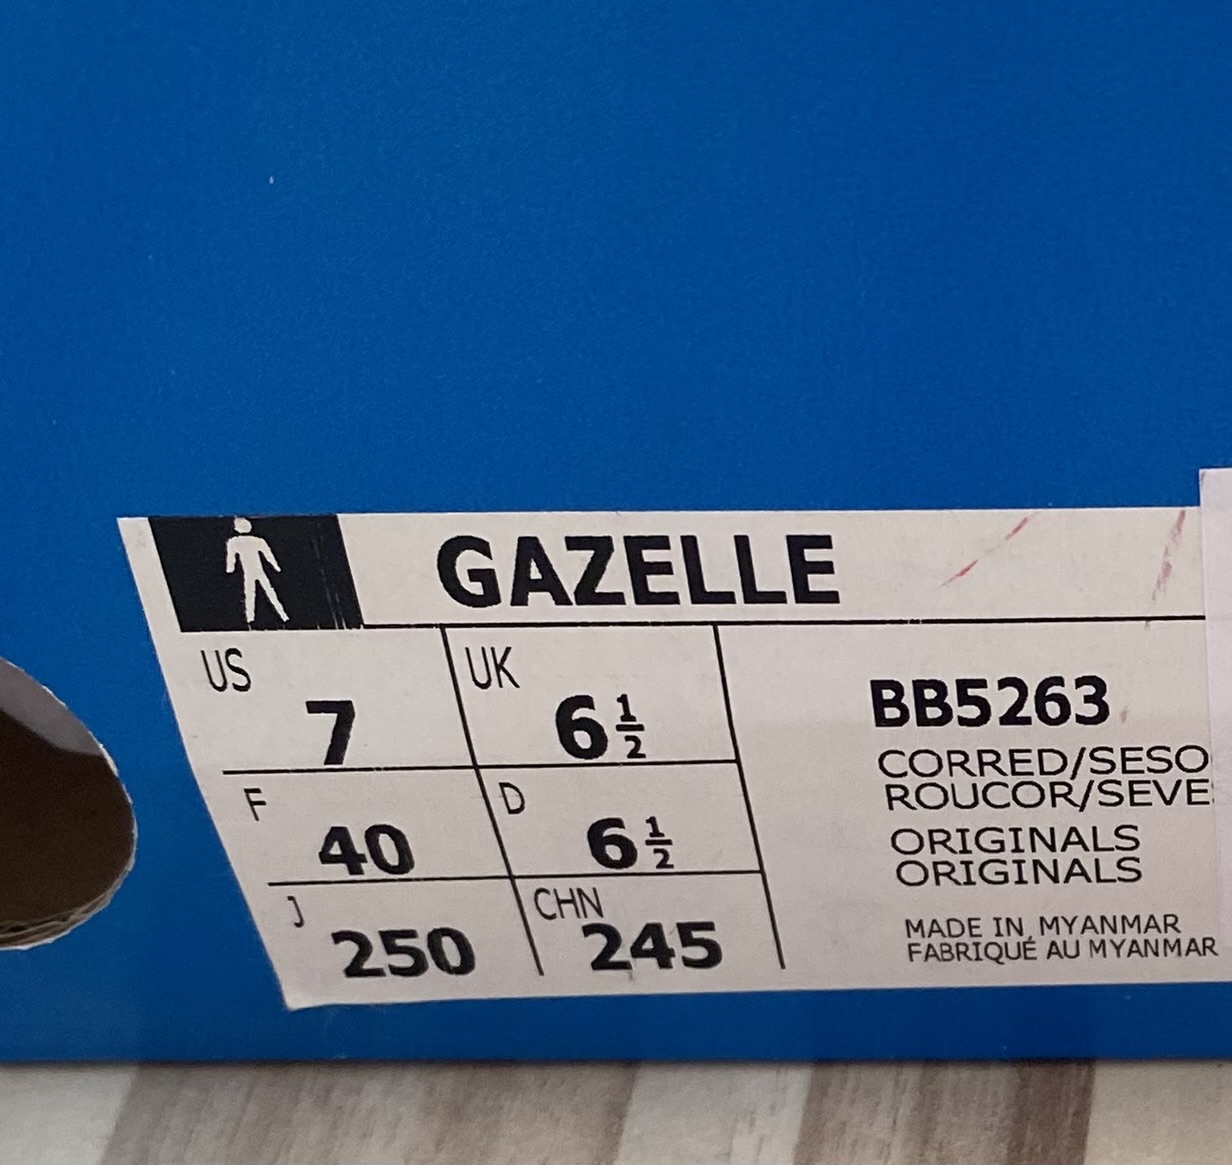 GAZELLE
US 7 UK 6½
F 40 D 6½
J 250 CHN 245
BB5263
CORRED/SESO
ROUCOR/SEVE
ORIGINALS
ORIGINALS
MADE IN MYANMAR
FABRIQUÉ AU MYANMAR